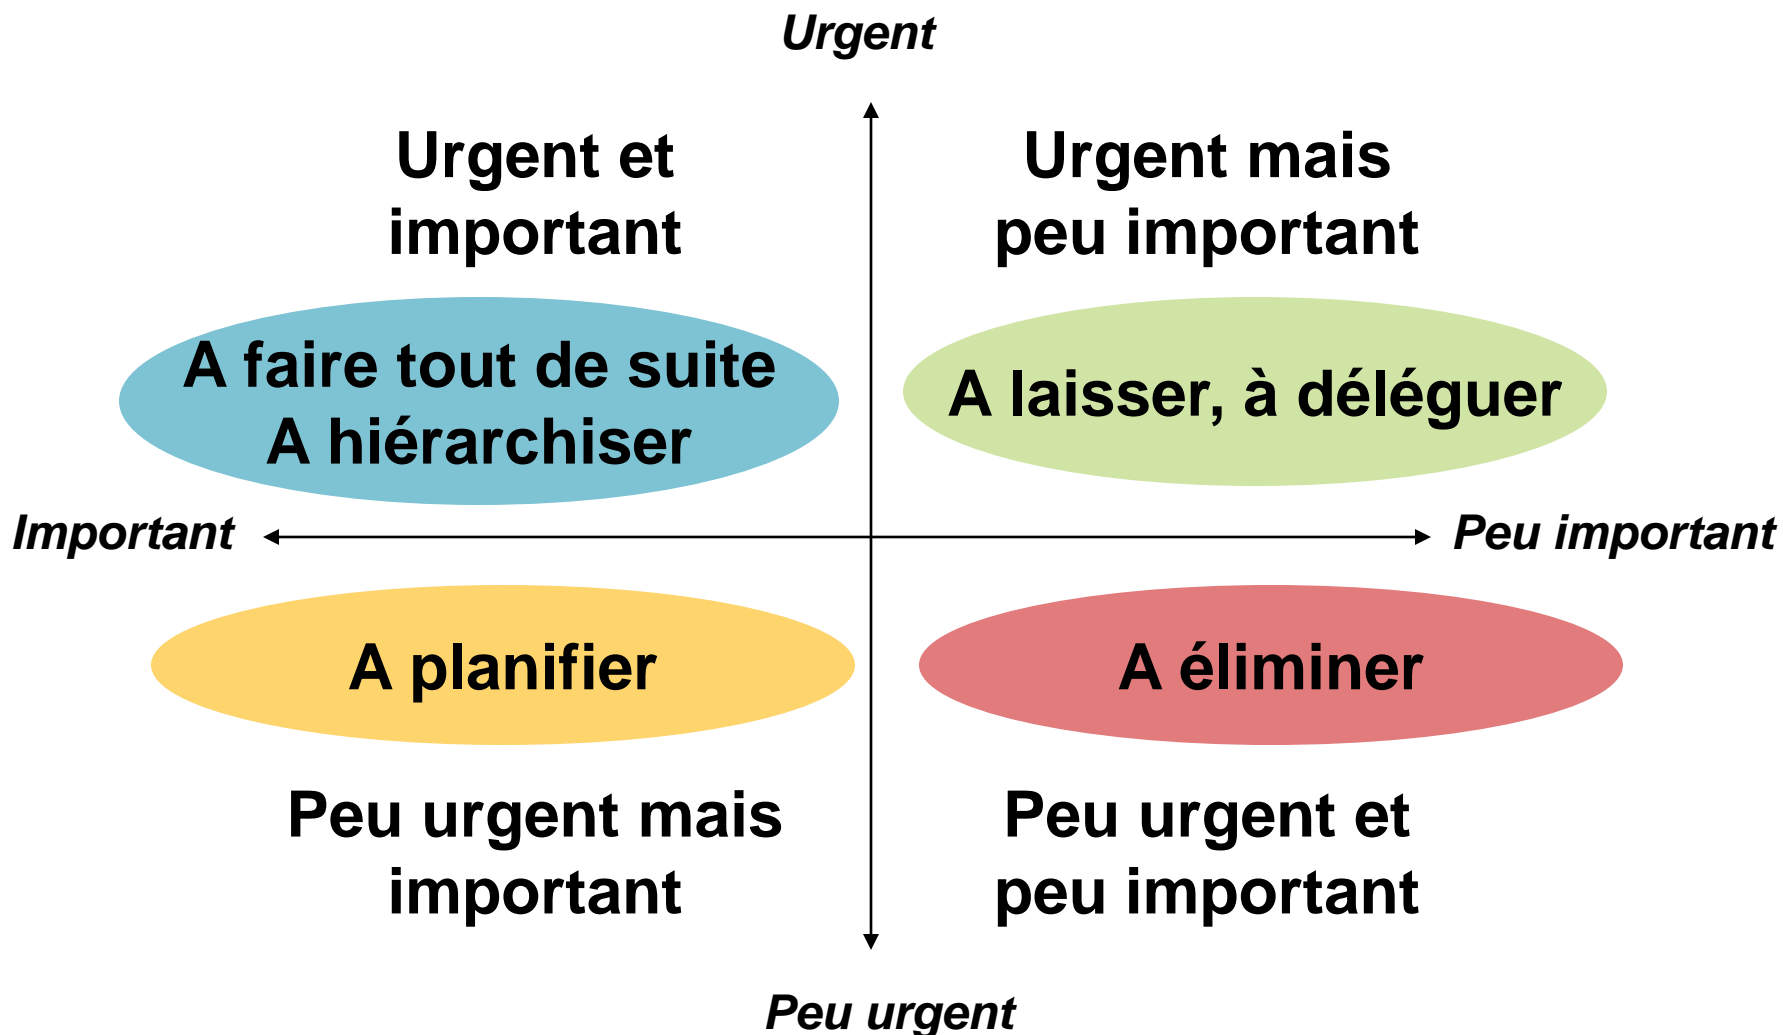 Urgent
Urgent et
important
Urgent mais
peu important
A faire tout de suite
A hiérarchiser
A laisser, à déléguer
Important
Peu important
A planifier
A éliminer
Peu urgent mais
important
Peu urgent et
peu important
Peu urgent